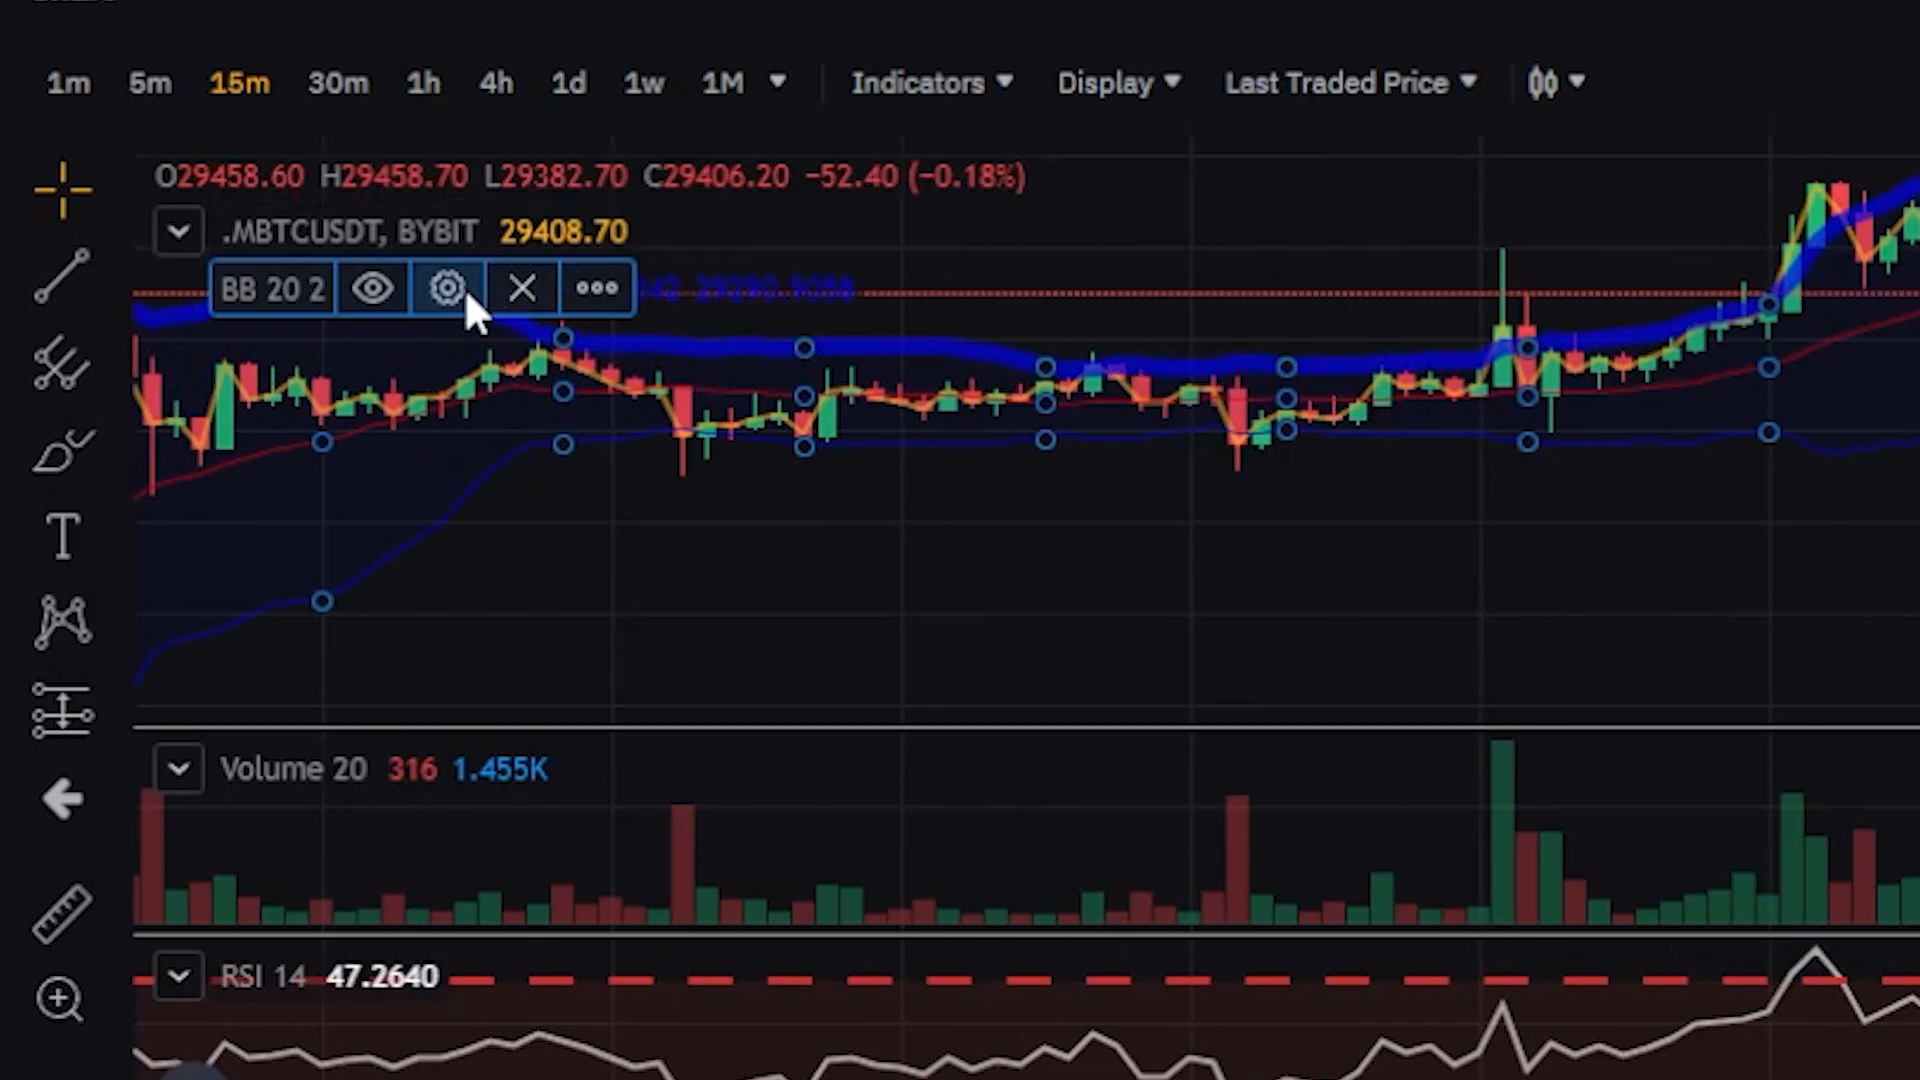 1m 5m 15m 30m 1h 4h 1d 1w 1M Indicators Display Last Traded Price
O29458.60 H29458.70 L29382.70 C29406.20 −52.40 (−0.18%)
.MBTCUSDT, BYBIT 29408.70
BB 20 2
Volume 20 316 1.455K
RSI 14 47.2640